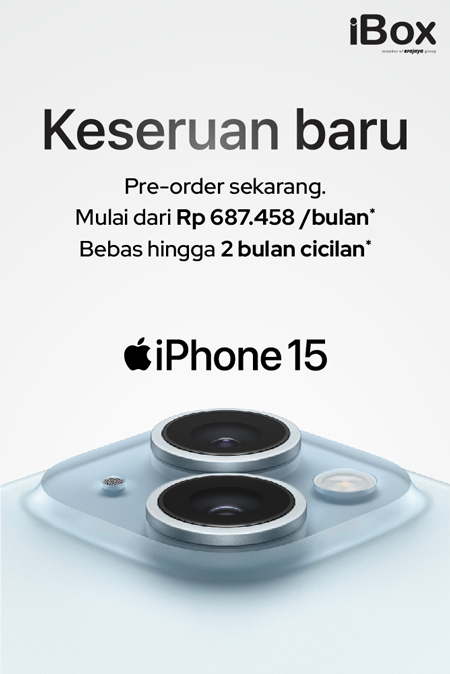 iBox
member of erajaya group
Keseruan baru
Pre-order sekarang.
Mulai dari Rp 687.458 /bulan*
Bebas hingga 2 bulan cicilan*
iPhone 15